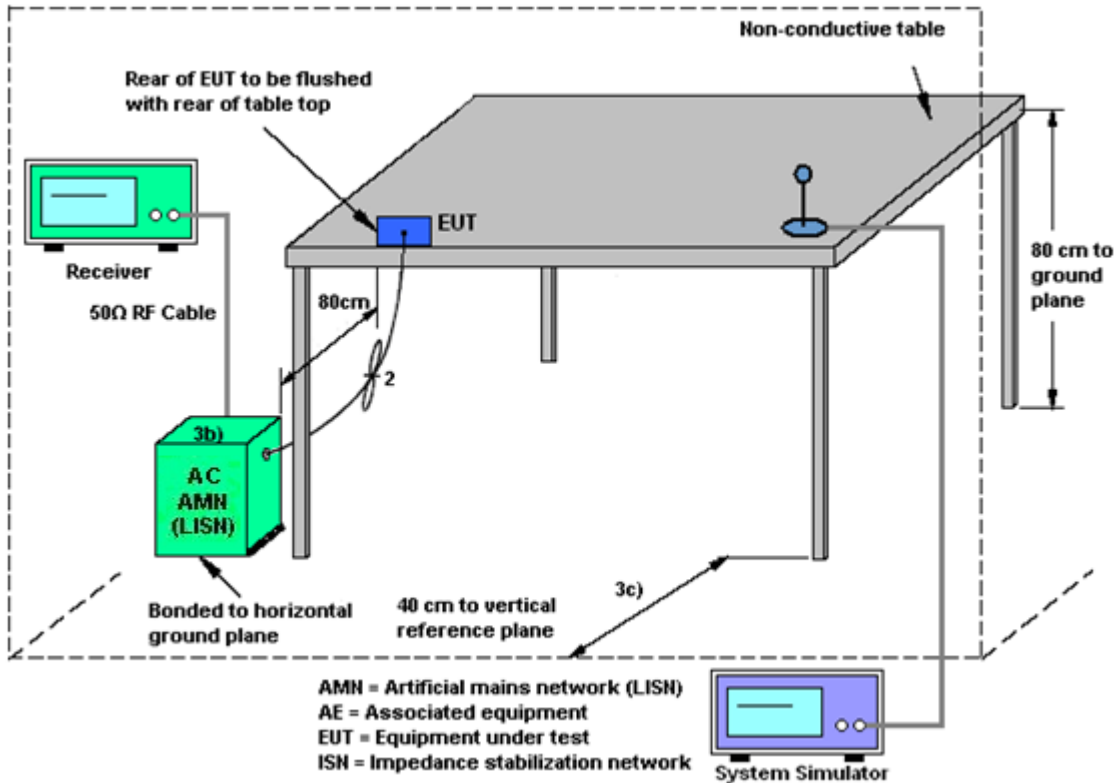 Non-conductive table
Rear of EUT to be flushed
with rear of table top
EUT
Receiver
80 cm to
ground
plane
80cm
50Ω RF Cable
2
3b)
AC
AMN
(LISN)
3c)
Bonded to horizontal
ground plane
40 cm to vertical
reference plane
AMN = Artificial mains network (LISN)
AE = Associated equipment
EUT = Equipment under test
ISN = Impedance stabilization network
System Simulator